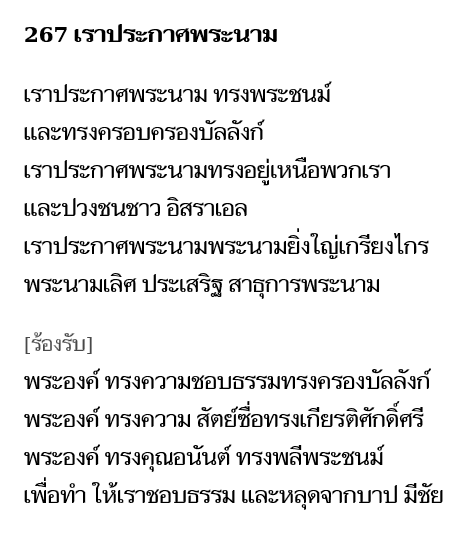 267 เราประกาศพระนาม
เราประกาศพระนาม ทรงพระชนม์
และทรงครอบครองบัลลังก์
เราประกาศพระนามทรงอยู่เหนือพวกเรา
และปวงชนชาว อิสราเอล
เราประกาศพระนามพระนามยิ่งใญ่เกรียงไกร
พระนามเลิศ ประเสริฐ สาธุการพระนาม
[ร้องรับ]
พระองค์ ทรงความชอบธรรมทรงครองบัลลังก์
พระองค์ ทรงความ สัตย์ซื่อทรงเกียรติศักดิ์ศรี
พระองค์ ทรงคุณอนันต์ ทรงพลีพระชนม์
เพื่อทำ ให้เราชอบธรรม และหลุดจากบาป มีชัย